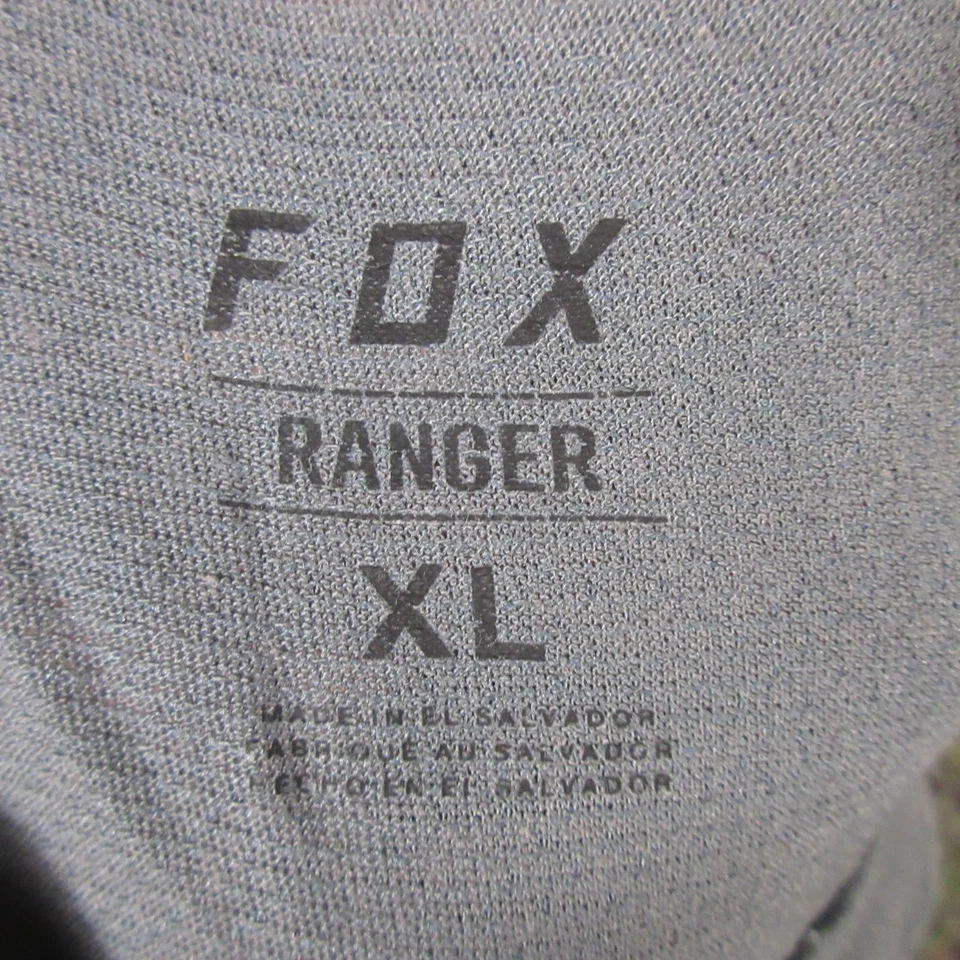 FOX
RANGER
XL
MADE IN EL SALVADOR
FABRIQUÉ AU SALVADOR
HECHO EN EL SALVADOR